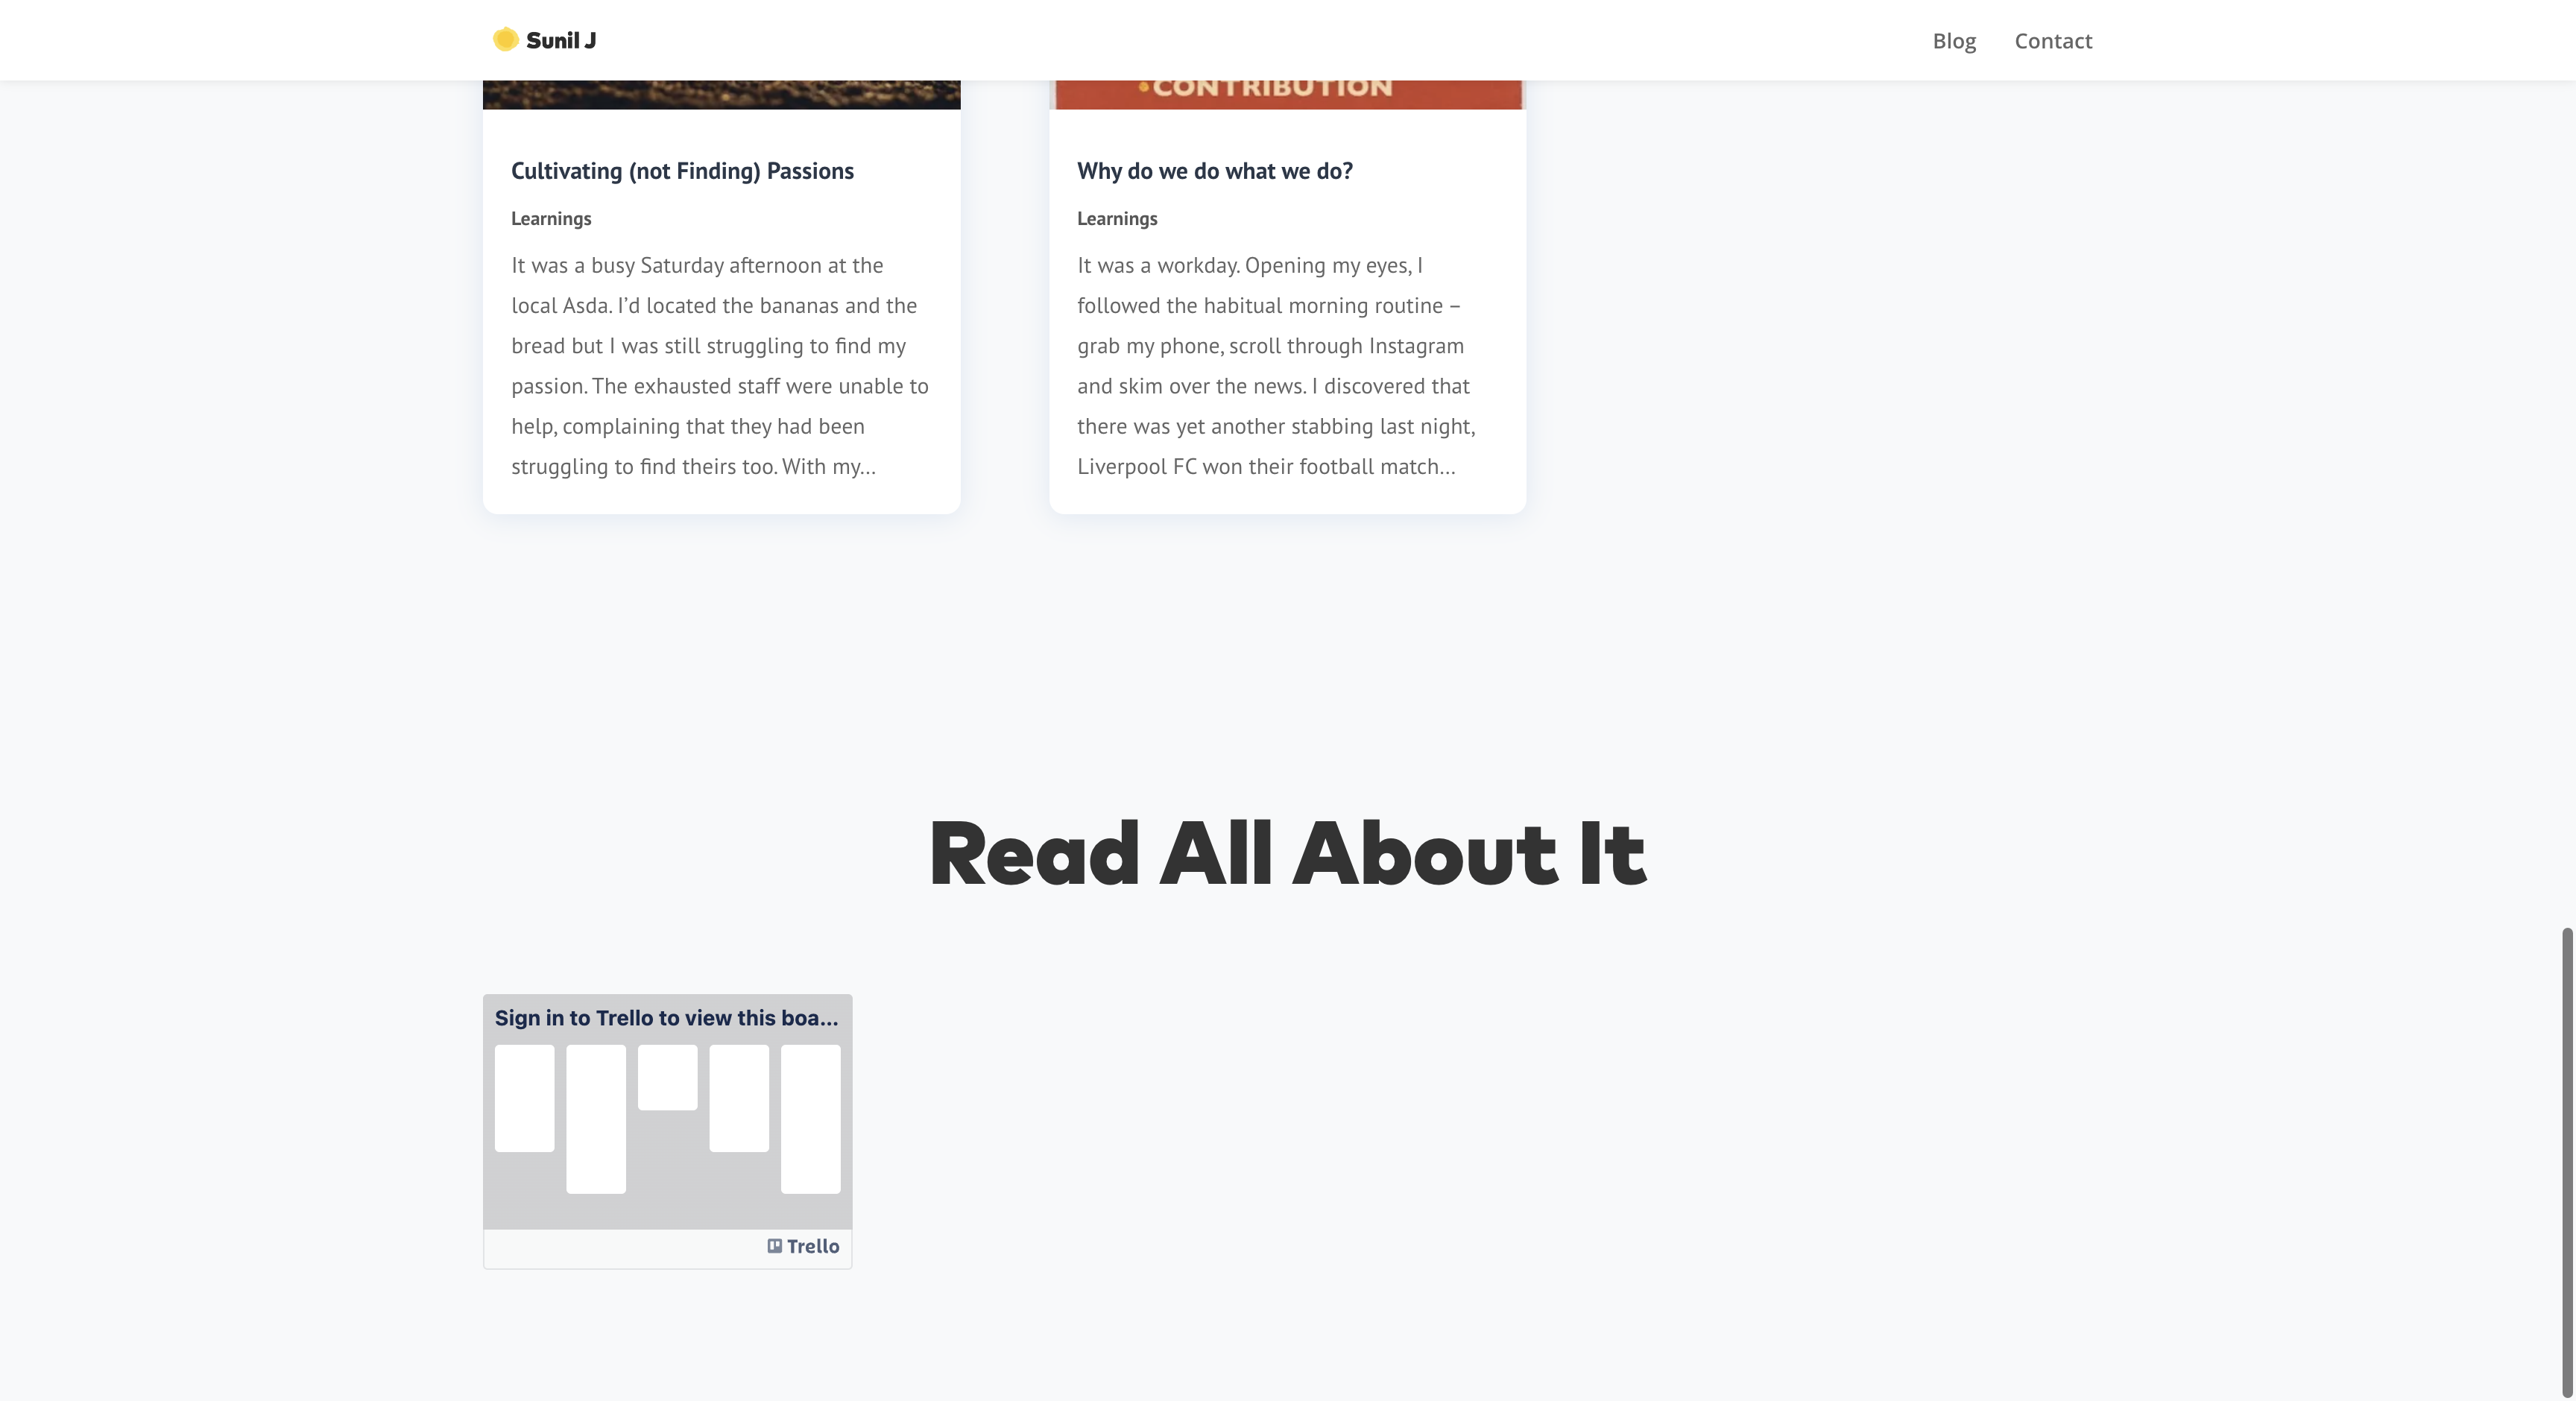 Sunil J
Blog
Contact
CONTRIBUTION
Cultivating (not Finding) Passions
Learnings
It was a busy Saturday afternoon at the
local Asda. I’d located the bananas and the
bread but I was still struggling to find my
passion. The exhausted staff were unable to
help, complaining that they had been
struggling to find theirs too. With my...
Why do we do what we do?
Learnings
It was a workday. Opening my eyes, I
followed the habitual morning routine –
grab my phone, scroll through Instagram
and skim over the news. I discovered that
there was yet another stabbing last night,
Liverpool FC won their football match...
Read All About It
Sign in to Trello to view this boa...
Trello